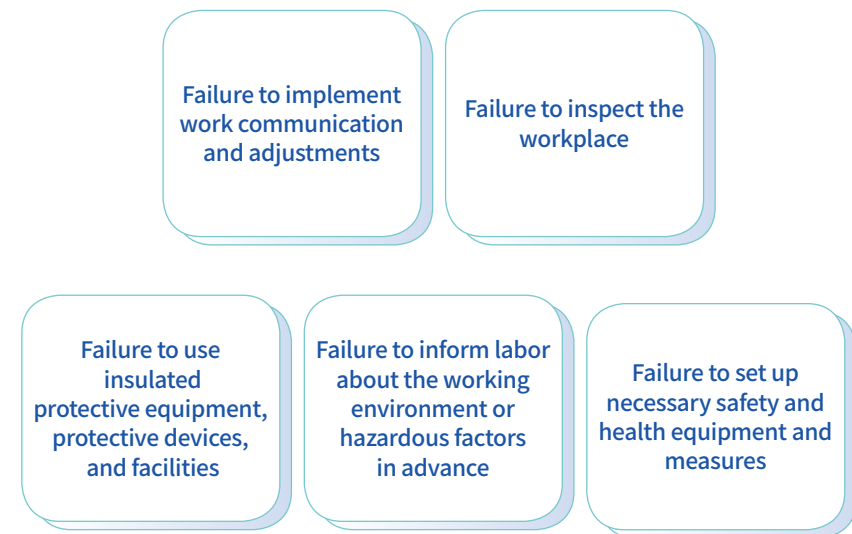 Failure to implement
work communication
and adjustments
Failure to inspect the
workplace
Failure to use
insulated
protective equipment,
protective devices,
and facilities
Failure to inform labor
about the working
environment or
hazardous factors
in advance
Failure to set up
necessary safety and
health equipment and
measures